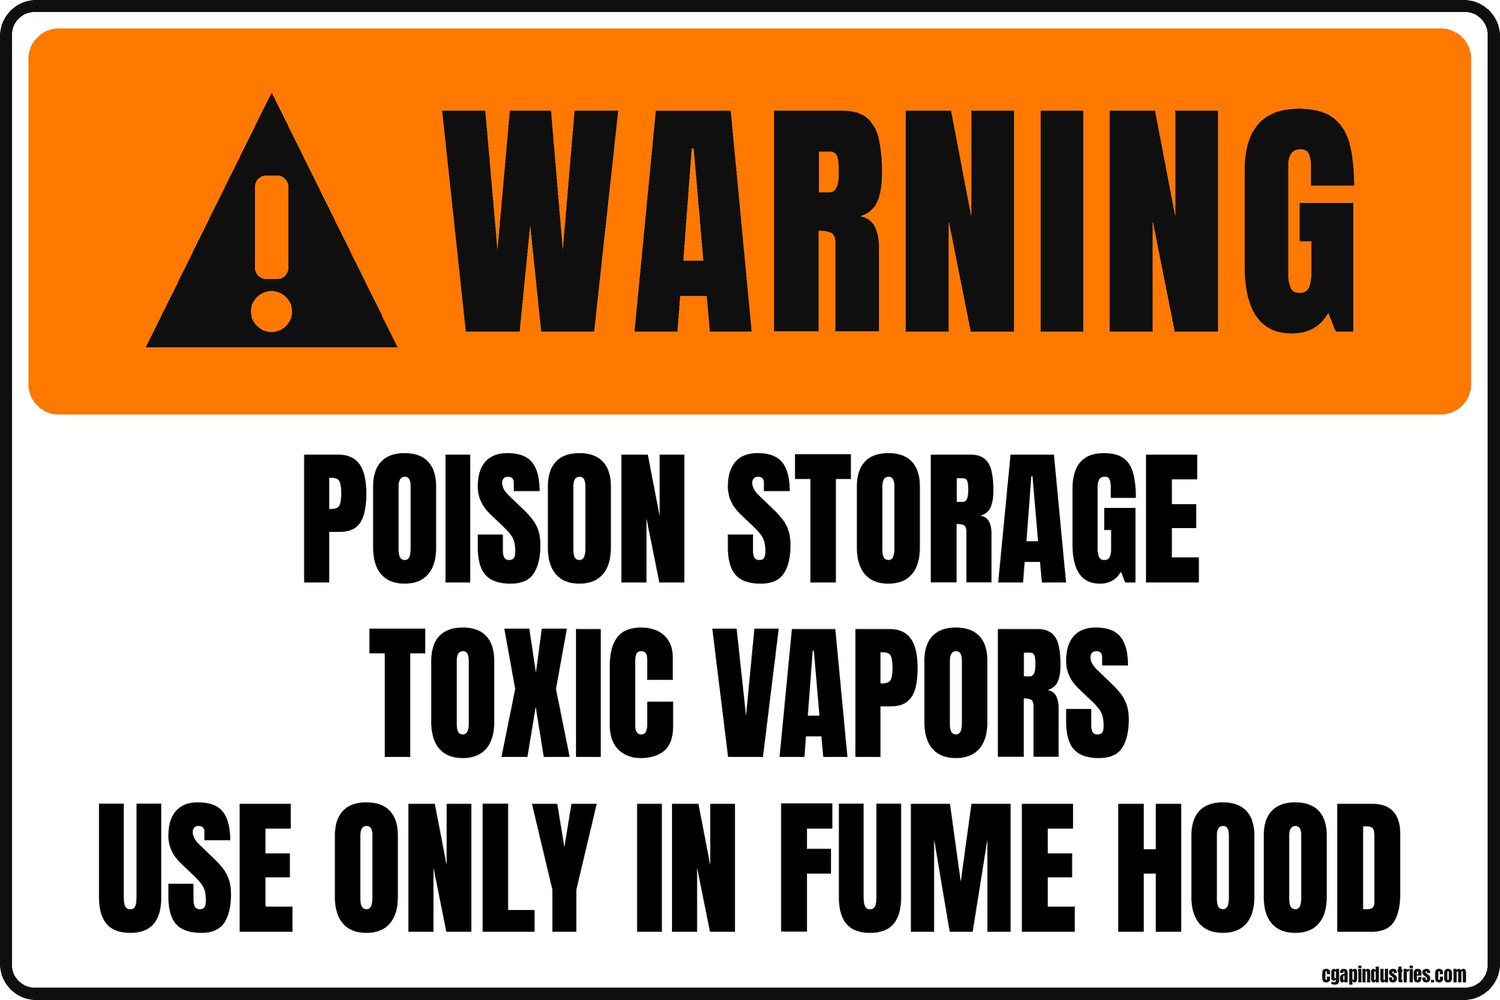 WARNING
POISON STORAGE
TOXIC VAPORS
USE ONLY IN FUME HOOD
cgapindustries.com